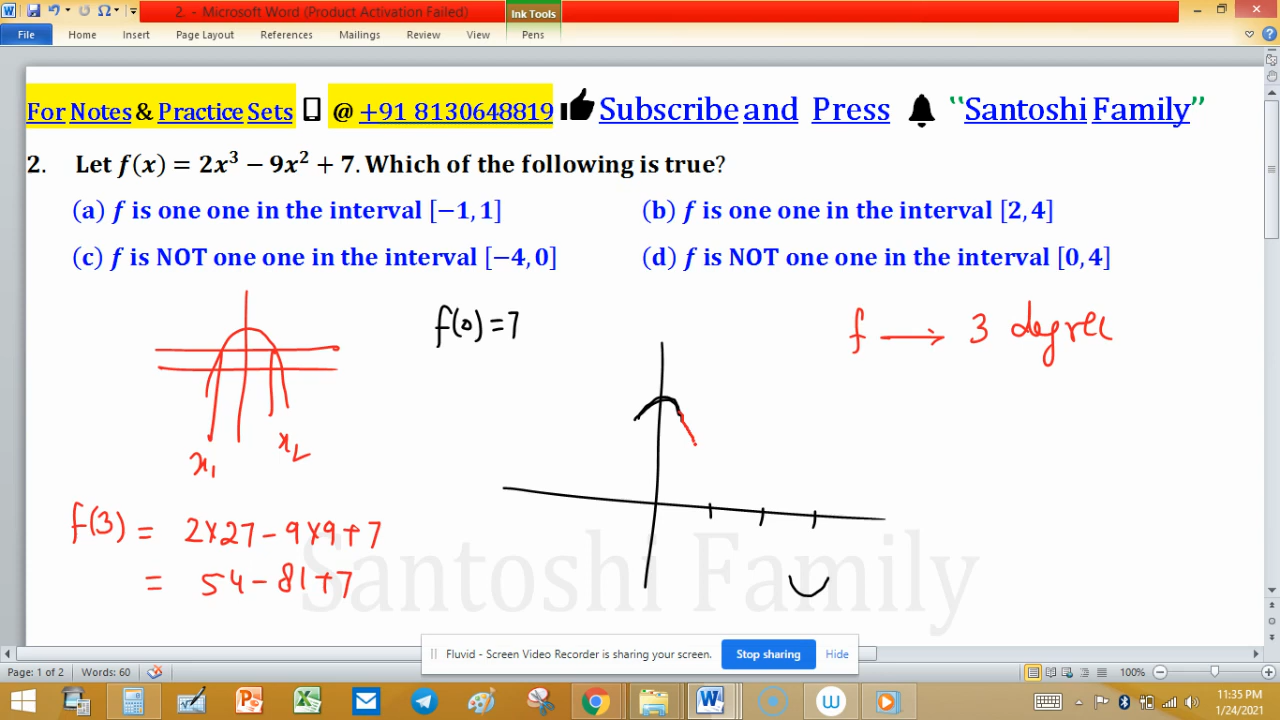 2. - Microsoft Word (Product Activation Failed)
Ink Tools
File Home Insert Page Layout References Mailings Review View Pens
For Notes & Practice Sets @ +91 8130648819 Subscribe and Press "Santoshi Family"
2. Let f(x) = 2x³ − 9x² + 7. Which of the following is true?
(a) f is one one in the interval [−1, 1] (b) f is one one in the interval [2, 4]
(c) f is NOT one one in the interval [−4, 0] (d) f is NOT one one in the interval [0, 4]
f(0) = 7
f → 3 degree
x₁ x₂
f(3) = 2×27 − 9×9 + 7
= 54 − 81 + 7
Santoshi Family
Fluvid - Screen Video Recorder is sharing your screen. Stop sharing Hide
Page: 1 of 2 Words: 60 100%
11:35 PM
1/24/2021